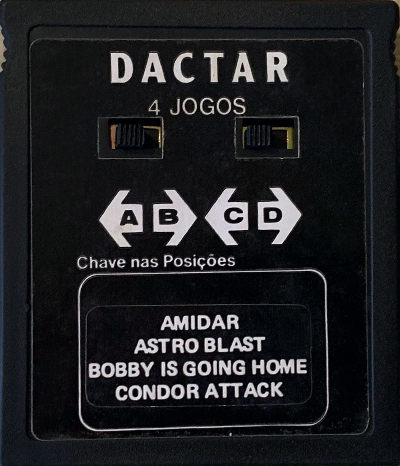 DACTAR
4 JOGOS
A B C D
Chave nas Posições
AMIDAR
ASTRO BLAST
BOBBY IS GOING HOME
CONDOR ATTACK